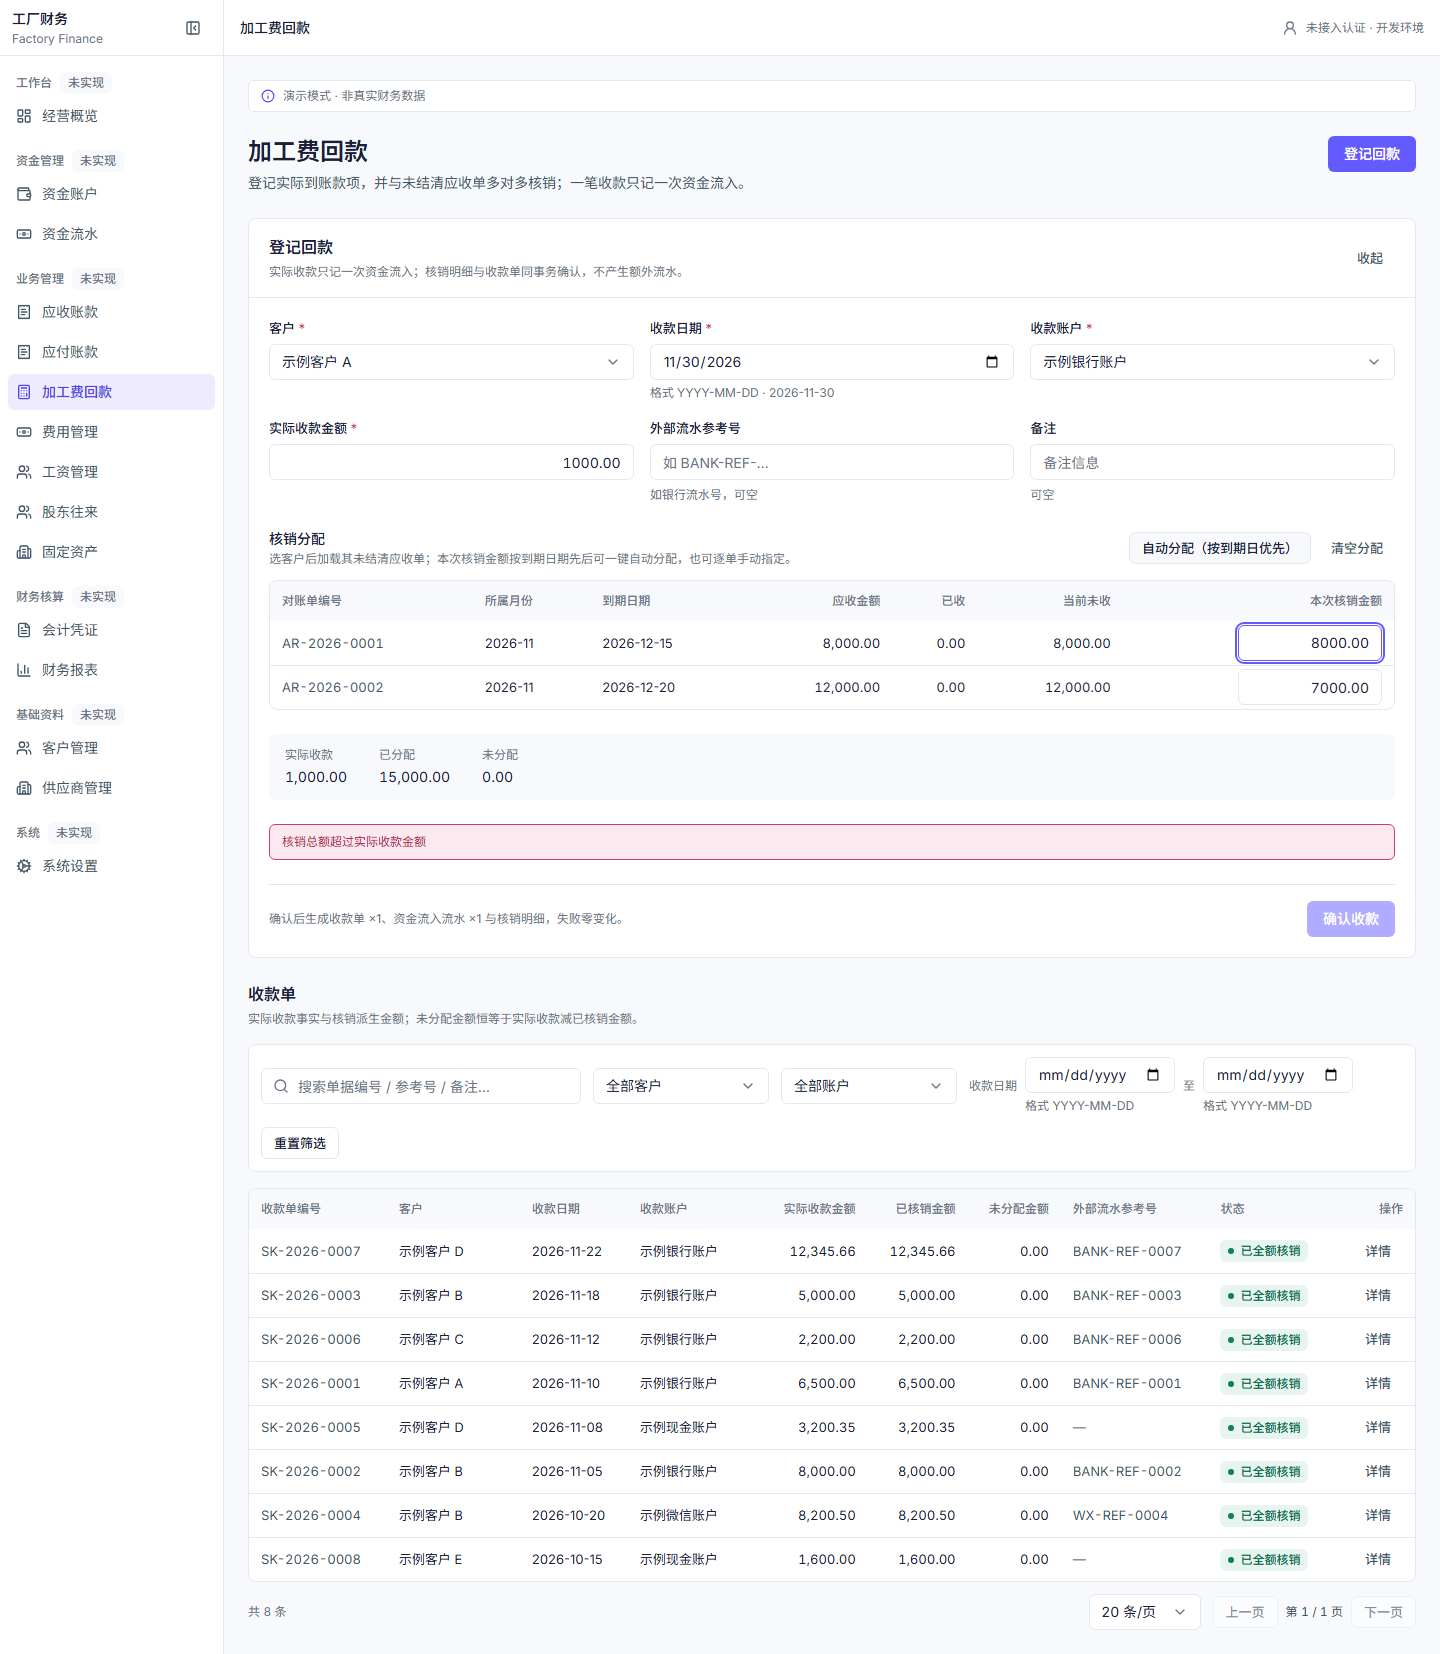 工厂财务
Factory Finance
加工费回款
未接入认证 · 开发环境
工作台 未实现
经营概览
资金管理 未实现
资金账户
资金流水
业务管理 未实现
应收账款
应付账款
加工费回款
费用管理
工资管理
股东往来
固定资产
财务核算 未实现
会计凭证
财务报表
基础资料 未实现
客户管理
供应商管理
系统 未实现
系统设置
演示模式 · 非真实财务数据
加工费回款
登记实际到账款项，并与未结清应收单多对多核销；一笔收款只记一次资金流入。
登记回款
登记回款
实际收款只记一次资金流入；核销明细与收款单同事务确认，不产生额外流水。
收起
客户 * 收款日期 * 收款账户 *
示例客户 A 11/30/2026 示例银行账户
格式 YYYY-MM-DD · 2026-11-30
实际收款金额 * 外部流水参考号 备注
1000.00 如 BANK-REF-... 备注信息
如银行流水号，可空 可空
核销分配
选客户后加载其未结清应收单；本次核销金额按到期日期先后可一键自动分配，也可逐单手动指定。
自动分配（按到期日优先） 清空分配
对账单编号 所属月份 到期日期 应收金额 已收 当前未收 本次核销金额
AR-2026-0001 2026-11 2026-12-15 8,000.00 0.00 8,000.00 8000.00
AR-2026-0002 2026-11 2026-12-20 12,000.00 0.00 12,000.00 7000.00
实际收款 已分配 未分配
1,000.00 15,000.00 0.00
核销总额超过实际收款金额
确认后生成收款单 ×1、资金流入流水 ×1 与核销明细，失败零变化。
确认收款
收款单
实际收款事实与核销派生金额；未分配金额恒等于实际收款减已核销金额。
搜索单据编号 / 参考号 / 备注... 全部客户 全部账户 收款日期 mm/dd/yyyy 至 mm/dd/yyyy
格式 YYYY-MM-DD 格式 YYYY-MM-DD
重置筛选
收款单编号 客户 收款日期 收款账户 实际收款金额 已核销金额 未分配金额 外部流水参考号 状态 操作
SK-2026-0007 示例客户 D 2026-11-22 示例银行账户 12,345.66 12,345.66 0.00 BANK-REF-0007 已全额核销 详情
SK-2026-0003 示例客户 B 2026-11-18 示例银行账户 5,000.00 5,000.00 0.00 BANK-REF-0003 已全额核销 详情
SK-2026-0006 示例客户 C 2026-11-12 示例银行账户 2,200.00 2,200.00 0.00 BANK-REF-0006 已全额核销 详情
SK-2026-0001 示例客户 A 2026-11-10 示例银行账户 6,500.00 6,500.00 0.00 BANK-REF-0001 已全额核销 详情
SK-2026-0005 示例客户 D 2026-11-08 示例现金账户 3,200.35 3,200.35 0.00 — 已全额核销 详情
SK-2026-0002 示例客户 B 2026-11-05 示例银行账户 8,000.00 8,000.00 0.00 BANK-REF-0002 已全额核销 详情
SK-2026-0004 示例客户 B 2026-10-20 示例微信账户 8,200.50 8,200.50 0.00 WX-REF-0004 已全额核销 详情
SK-2026-0008 示例客户 E 2026-10-15 示例现金账户 1,600.00 1,600.00 0.00 — 已全额核销 详情
共 8 条 20 条/页 上一页 第 1 / 1 页 下一页